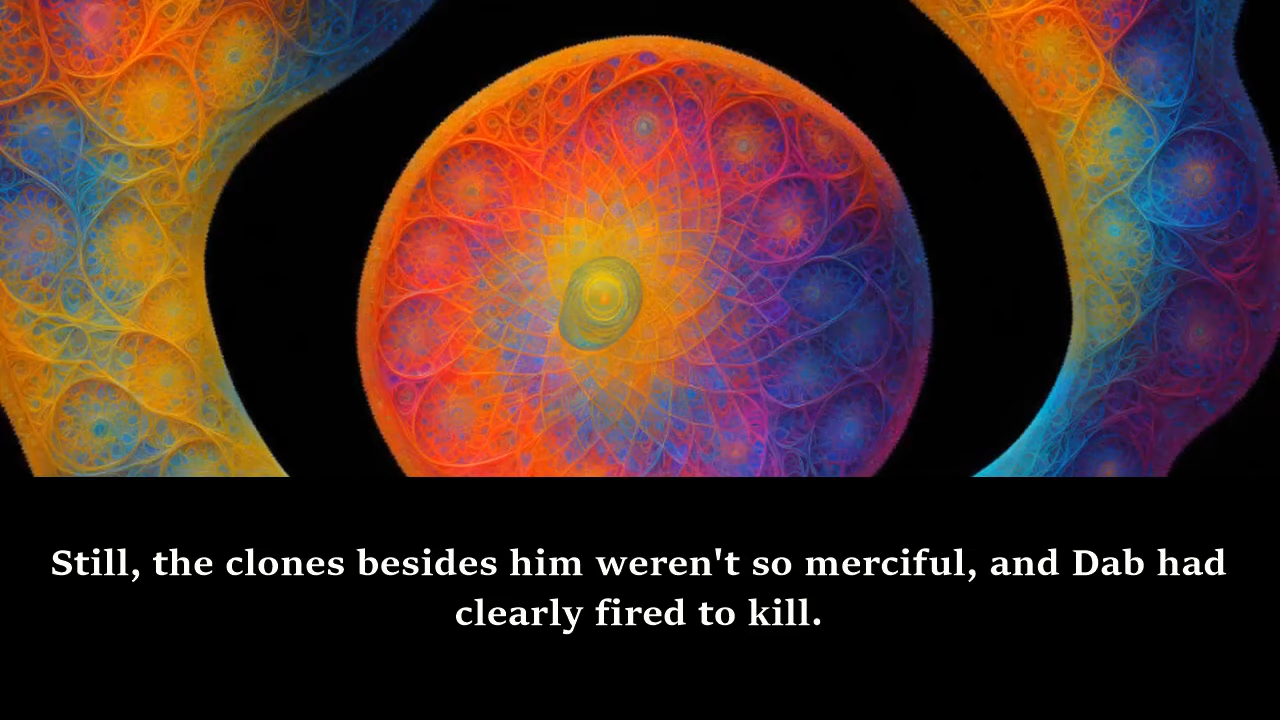 Still, the clones besides him weren't so merciful, and Dab had
clearly fired to kill.